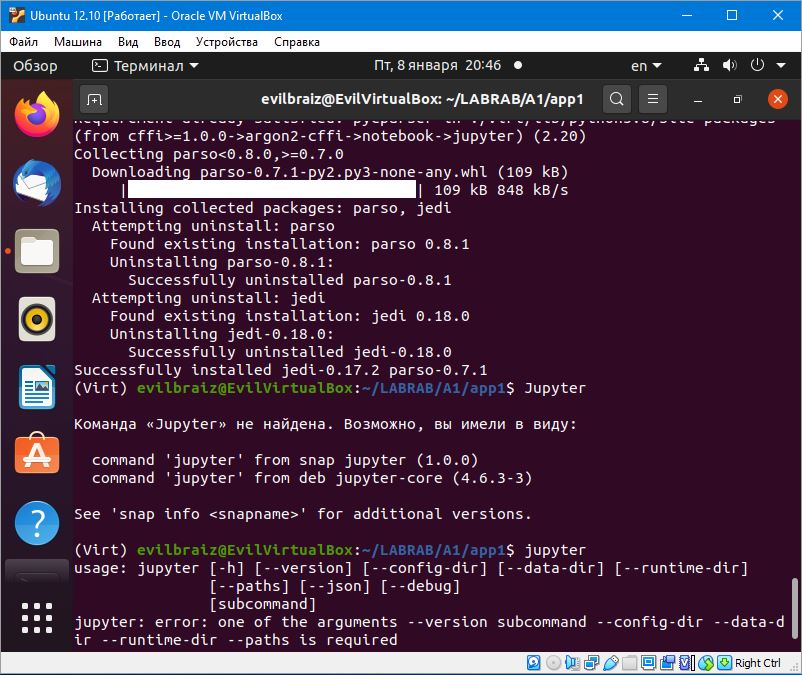 Ubuntu 12.10 [Работает] - Oracle VM VirtualBox
Файл Машина Вид Ввод Устройства Справка
Обзор Терминал Пт, 8 января 20:46 en
evilbraiz@EvilVirtualBox: ~/LABRAB/A1/app1
Requirement already satisfied: pycparser in
(from cffi>=1.0.0->argon2-cffi->notebook->jupyter) (2.20)
Collecting parso<0.8.0,>=0.7.0
Downloading parso-0.7.1-py2.py3-none-any.whl (109 kB)
| | 109 kB 848 kB/s
Installing collected packages: parso, jedi
Attempting uninstall: parso
Found existing installation: parso 0.8.1
Uninstalling parso-0.8.1:
Successfully uninstalled parso-0.8.1
Attempting uninstall: jedi
Found existing installation: jedi 0.18.0
Uninstalling jedi-0.18.0:
Successfully uninstalled jedi-0.18.0
Successfully installed jedi-0.17.2 parso-0.7.1
(Virt) evilbraiz@EvilVirtualBox:~/LABRAB/A1/app1$ Jupyter
Команда «Jupyter» не найдена. Возможно, вы имели в виду:
command 'jupyter' from snap jupyter (1.0.0)
command 'jupyter' from deb jupyter-core (4.6.3-3)
See 'snap info <snapname>' for additional versions.
(Virt) evilbraiz@EvilVirtualBox:~/LABRAB/A1/app1$ jupyter
usage: jupyter [-h] [--version] [--config-dir] [--data-dir] [--runtime-dir]
[--paths] [--json] [--debug]
[subcommand]
jupyter: error: one of the arguments --version subcommand --config-dir --data-d
ir --runtime-dir --paths is required
Right Ctrl